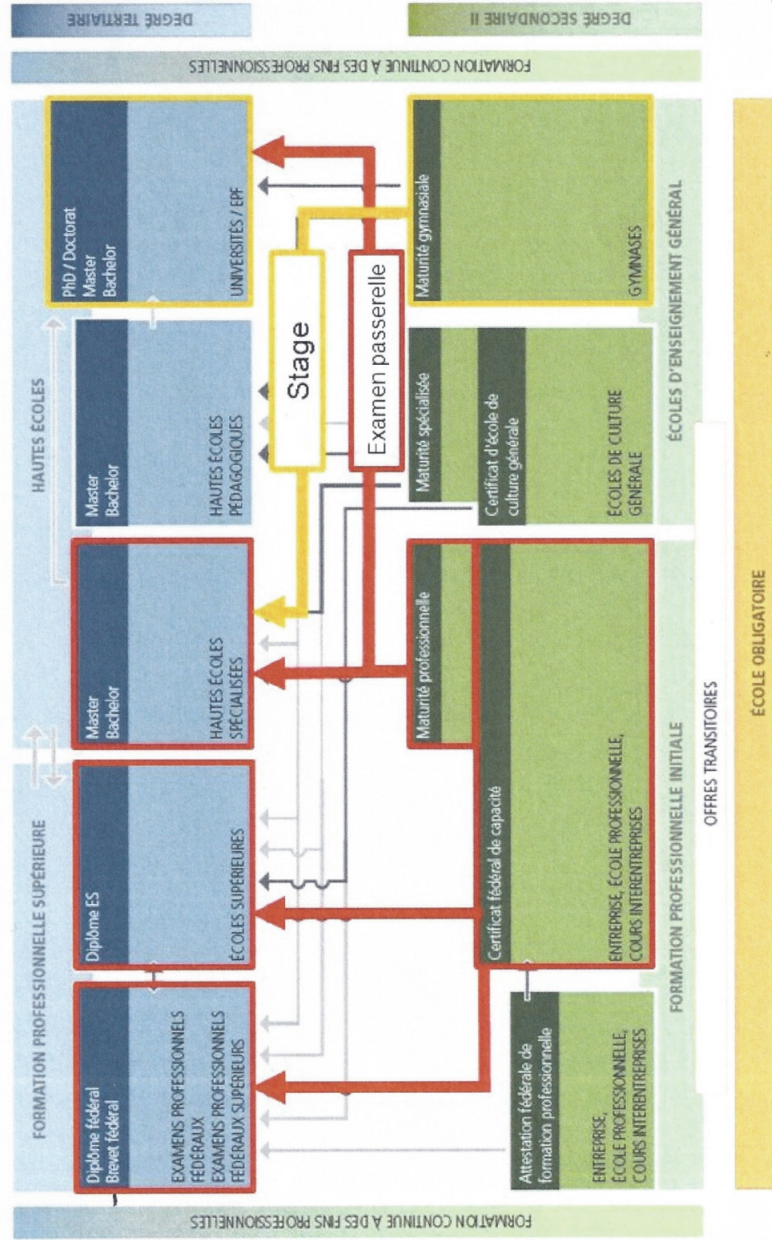 FORMATION PROFESSIONNELLE SUPÉRIEURE
HAUTES ÉCOLES
DEGRÉ TERTIAIRE
FORMATION CONTINUE À DES FINS PROFESSIONNELLES
FORMATION CONTINUE À DES FINS PROFESSIONNELLES
Diplôme fédéral
Brevet fédéral
EXAMENS PROFESSIONNELS
FÉDÉRAUX
EXAMENS PROFESSIONNELS
FÉDÉRAUX SUPÉRIEURS
Diplôme ES
ÉCOLES SUPÉRIEURES
Master
Bachelor
HAUTES ÉCOLES
SPÉCIALISÉES
Master
Bachelor
HAUTES ÉCOLES
PÉDAGOGIQUES
PhD / Doctorat
Master
Bachelor
UNIVERSITÉS / EPF
Stage
Examen passerelle
DEGRÉ SECONDAIRE II
Attestation fédérale de
formation professionnelle
ENTREPRISE,
ÉCOLE PROFESSIONNELLE,
COURS INTERENTREPRISES
Certificat fédéral de capacité
ENTREPRISE, ÉCOLE PROFESSIONNELLE,
COURS INTERENTREPRISES
Maturité professionnelle
Maturité spécialisée
Certificat d'école de
culture générale
ÉCOLES DE CULTURE
GÉNÉRALE
Maturité gymnasiale
GYMNASES
FORMATION PROFESSIONNELLE INITIALE
ÉCOLES D'ENSEIGNEMENT GÉNÉRAL
OFFRES TRANSITOIRES
ÉCOLE OBLIGATOIRE